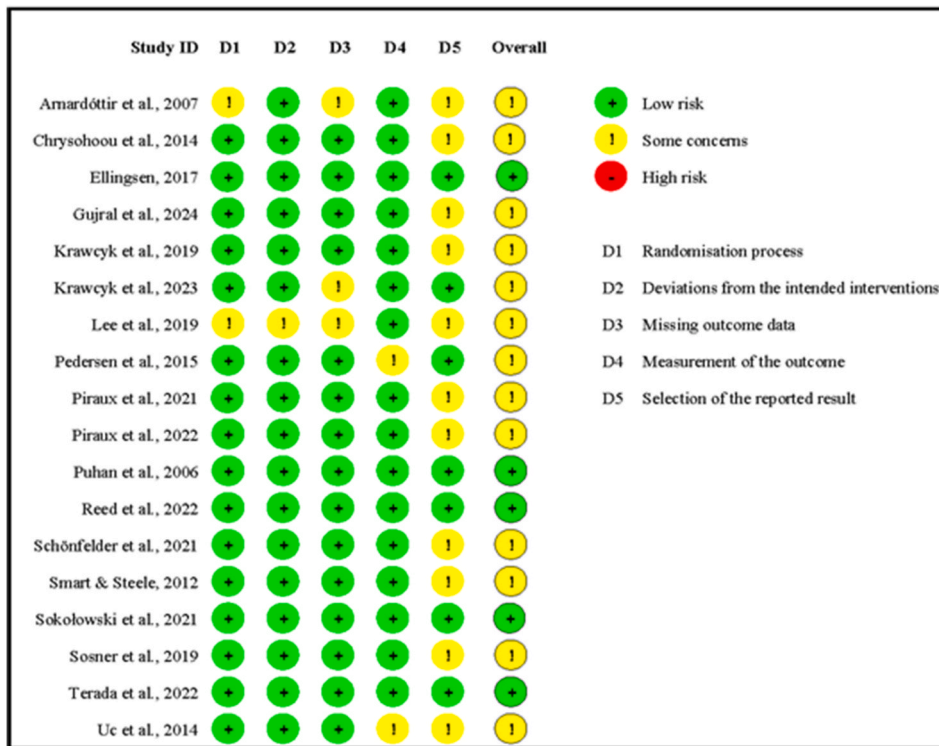 Study ID D1 D2 D3 D4 D5 Overall
Arnardóttir et al., 2007 ! + ! + ! ! + Low risk
Chrysohoou et al., 2014 + + + + ! ! ! Some concerns
Ellingsen, 2017 + + + + + + - High risk
Gujral et al., 2024 + + + + ! !
Krawcyk et al., 2019 + + + + ! ! D1 Randomisation process
Krawcyk et al., 2023 + + ! + + ! D2 Deviations from the intended interventions
Lee et al., 2019 ! ! ! + ! ! D3 Missing outcome data
Pedersen et al., 2015 + + + ! + ! D4 Measurement of the outcome
Piraux et al., 2021 + + + + ! ! D5 Selection of the reported result
Piraux et al., 2022 + + + + ! !
Puhan et al., 2006 + + + + + +
Reed et al., 2022 + + + + + +
Schönfelder et al., 2021 + + + + ! !
Smart & Steele, 2012 + + + + ! !
Sokołowski et al., 2021 + + + + + +
Sosner et al., 2019 + + + + ! !
Terada et al., 2022 + + + + + +
Uc et al., 2014 + + + ! ! !